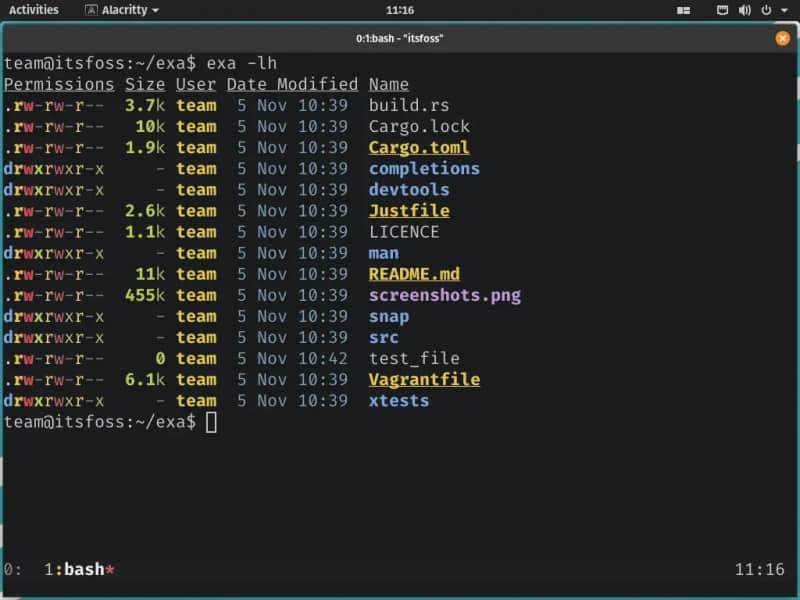 Activities Alacritty 11:16
0:1:bash - "itsfoss"
team@itsfoss:~/exa$ exa -lh
Permissions Size User Date Modified Name
.rw-rw-r-- 3.7k team 5 Nov 10:39 build.rs
.rw-rw-r-- 10k team 5 Nov 10:39 Cargo.lock
.rw-rw-r-- 1.9k team 5 Nov 10:39 Cargo.toml
drwxrwxr-x - team 5 Nov 10:39 completions
drwxrwxr-x - team 5 Nov 10:39 devtools
.rw-rw-r-- 2.6k team 5 Nov 10:39 Justfile
.rw-rw-r-- 1.1k team 5 Nov 10:39 LICENCE
drwxrwxr-x - team 5 Nov 10:39 man
.rw-rw-r-- 11k team 5 Nov 10:39 README.md
.rw-rw-r-- 455k team 5 Nov 10:39 screenshots.png
drwxrwxr-x - team 5 Nov 10:39 snap
drwxrwxr-x - team 5 Nov 10:39 src
.rw-rw-r-- 0 team 5 Nov 10:42 test_file
.rw-rw-r-- 6.1k team 5 Nov 10:39 Vagrantfile
drwxrwxr-x - team 5 Nov 10:39 xtests
team@itsfoss:~/exa$
0: 1:bash* 11:16